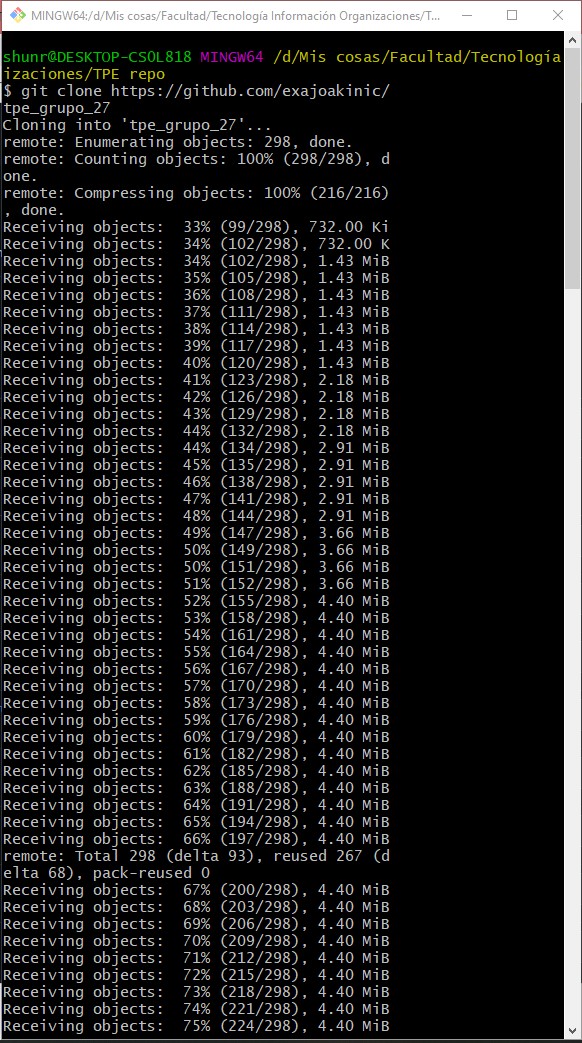 MINGW64:/d/Mis cosas/Facultad/Tecnología Información Organizaciones/T...
shunr@DESKTOP-CSOL818 MINGW64 /d/Mis cosas/Facultad/Tecnología
izaciones/TPE repo
$ git clone https://github.com/exajoakinic/
tpe_grupo_27
Cloning into 'tpe_grupo_27'...
remote: Enumerating objects: 298, done.
remote: Counting objects: 100% (298/298), d
one.
remote: Compressing objects: 100% (216/216)
, done.
Receiving objects:  33% (99/298), 732.00 Ki
Receiving objects:  34% (102/298), 732.00 K
Receiving objects:  34% (102/298), 1.43 MiB
Receiving objects:  35% (105/298), 1.43 MiB
Receiving objects:  36% (108/298), 1.43 MiB
Receiving objects:  37% (111/298), 1.43 MiB
Receiving objects:  38% (114/298), 1.43 MiB
Receiving objects:  39% (117/298), 1.43 MiB
Receiving objects:  40% (120/298), 1.43 MiB
Receiving objects:  41% (123/298), 2.18 MiB
Receiving objects:  42% (126/298), 2.18 MiB
Receiving objects:  43% (129/298), 2.18 MiB
Receiving objects:  44% (132/298), 2.18 MiB
Receiving objects:  44% (134/298), 2.91 MiB
Receiving objects:  45% (135/298), 2.91 MiB
Receiving objects:  46% (138/298), 2.91 MiB
Receiving objects:  47% (141/298), 2.91 MiB
Receiving objects:  48% (144/298), 2.91 MiB
Receiving objects:  49% (147/298), 3.66 MiB
Receiving objects:  50% (149/298), 3.66 MiB
Receiving objects:  50% (151/298), 3.66 MiB
Receiving objects:  51% (152/298), 3.66 MiB
Receiving objects:  52% (155/298), 4.40 MiB
Receiving objects:  53% (158/298), 4.40 MiB
Receiving objects:  54% (161/298), 4.40 MiB
Receiving objects:  55% (164/298), 4.40 MiB
Receiving objects:  56% (167/298), 4.40 MiB
Receiving objects:  57% (170/298), 4.40 MiB
Receiving objects:  58% (173/298), 4.40 MiB
Receiving objects:  59% (176/298), 4.40 MiB
Receiving objects:  60% (179/298), 4.40 MiB
Receiving objects:  61% (182/298), 4.40 MiB
Receiving objects:  62% (185/298), 4.40 MiB
Receiving objects:  63% (188/298), 4.40 MiB
Receiving objects:  64% (191/298), 4.40 MiB
Receiving objects:  65% (194/298), 4.40 MiB
Receiving objects:  66% (197/298), 4.40 MiB
remote: Total 298 (delta 93), reused 267 (d
elta 68), pack-reused 0
Receiving objects:  67% (200/298), 4.40 MiB
Receiving objects:  68% (203/298), 4.40 MiB
Receiving objects:  69% (206/298), 4.40 MiB
Receiving objects:  70% (209/298), 4.40 MiB
Receiving objects:  71% (212/298), 4.40 MiB
Receiving objects:  72% (215/298), 4.40 MiB
Receiving objects:  73% (218/298), 4.40 MiB
Receiving objects:  74% (221/298), 4.40 MiB
Receiving objects:  75% (224/298), 4.40 MiB